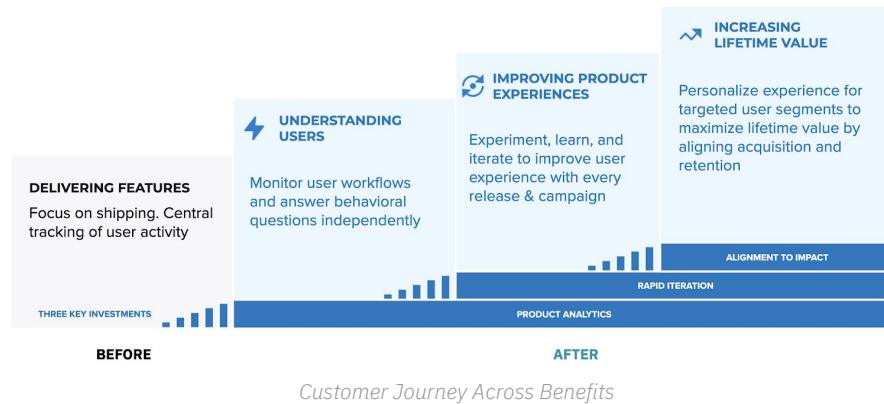 DELIVERING FEATURES
Focus on shipping. Central
tracking of user activity
UNDERSTANDING
USERS
Monitor user workflows
and answer behavioral
questions independently
IMPROVING PRODUCT
EXPERIENCES
Experiment, learn, and
iterate to improve user
experience with every
release & campaign
INCREASING
LIFETIME VALUE
Personalize experience for
targeted user segments to
maximize lifetime value by
aligning acquisition and
retention
ALIGNMENT TO IMPACT
RAPID ITERATION
THREE KEY INVESTMENTS
PRODUCT ANALYTICS
BEFORE
AFTER
Customer Journey Across Benefits